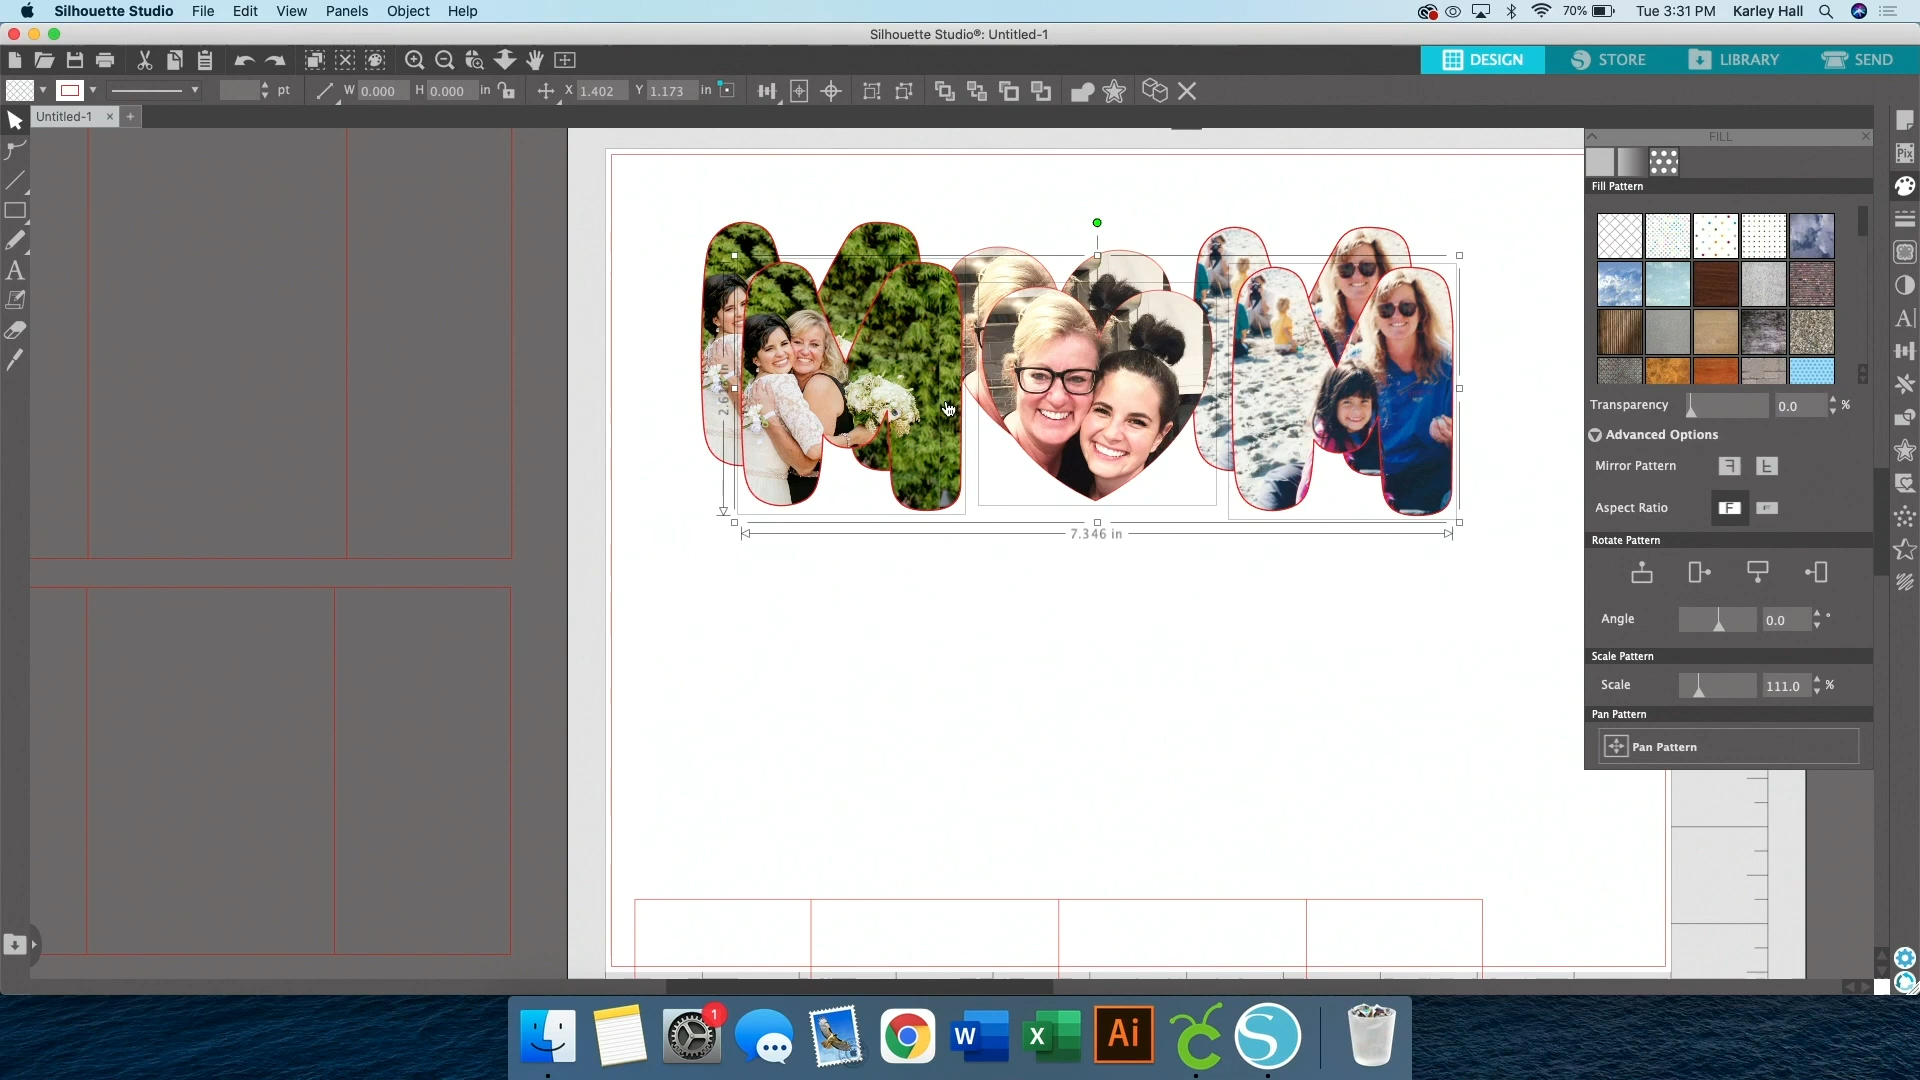 Silhouette Studio File Edit View Panels Object Help
70% Tue 3:31 PM Karley Hall
Silhouette Studio®: Untitled-1
DESIGN STORE LIBRARY SEND
pt W 0.000 H 0.000 in X 1.402 Y 1.173 in
Untitled-1 × +
FILL
Pix
Fill Pattern
7.346 in
Transparency 0.0 %
Advanced Options
Mirror Pattern
Aspect Ratio F F
Rotate Pattern
Angle 0.0 °
Scale Pattern
Scale 111.0 %
Pan Pattern
Pan Pattern
A
A
1
W X Ai S